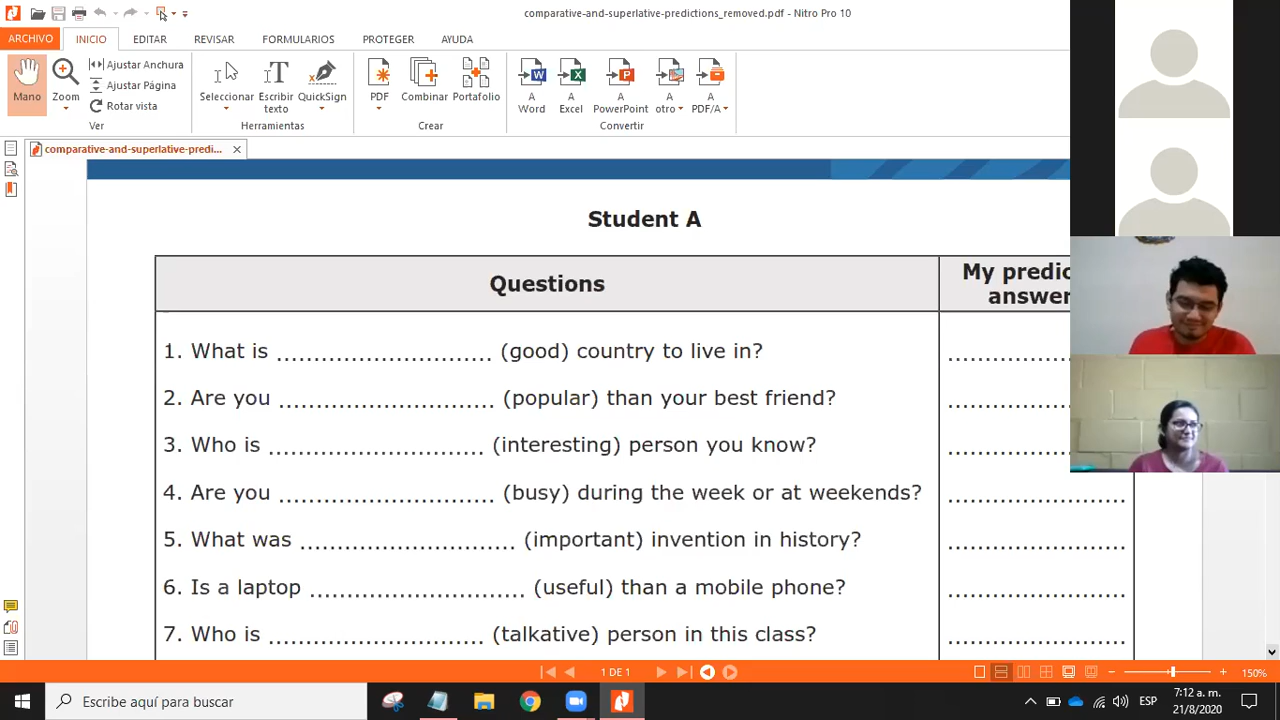 comparative-and-superlative-predictions_removed.pdf - Nitro Pro 10
ARCHIVO INICIO EDITAR REVISAR FORMULARIOS PROTEGER AYUDA
Mano
Zoom
Ajustar Anchura
Ajustar Página
Rotar vista
Ver
Seleccionar
Escribir texto
QuickSign
Herramientas
PDF
Combinar
Portafolio
Crear
A Word
A Excel
A PowerPoint
A otro
A PDF/A
Convertir
comparative-and-superlative-predi...
Student A
Questions
My predic
answer
1. What is ............................ (good) country to live in?
2. Are you ............................ (popular) than your best friend?
3. Who is ............................ (interesting) person you know?
4. Are you ............................ (busy) during the week or at weekends?
5. What was ............................ (important) invention in history?
6. Is a laptop ............................ (useful) than a mobile phone?
7. Who is ............................ (talkative) person in this class?
1 DE 1
150%
Escribe aquí para buscar
ESP
7:12 a. m.
21/8/2020